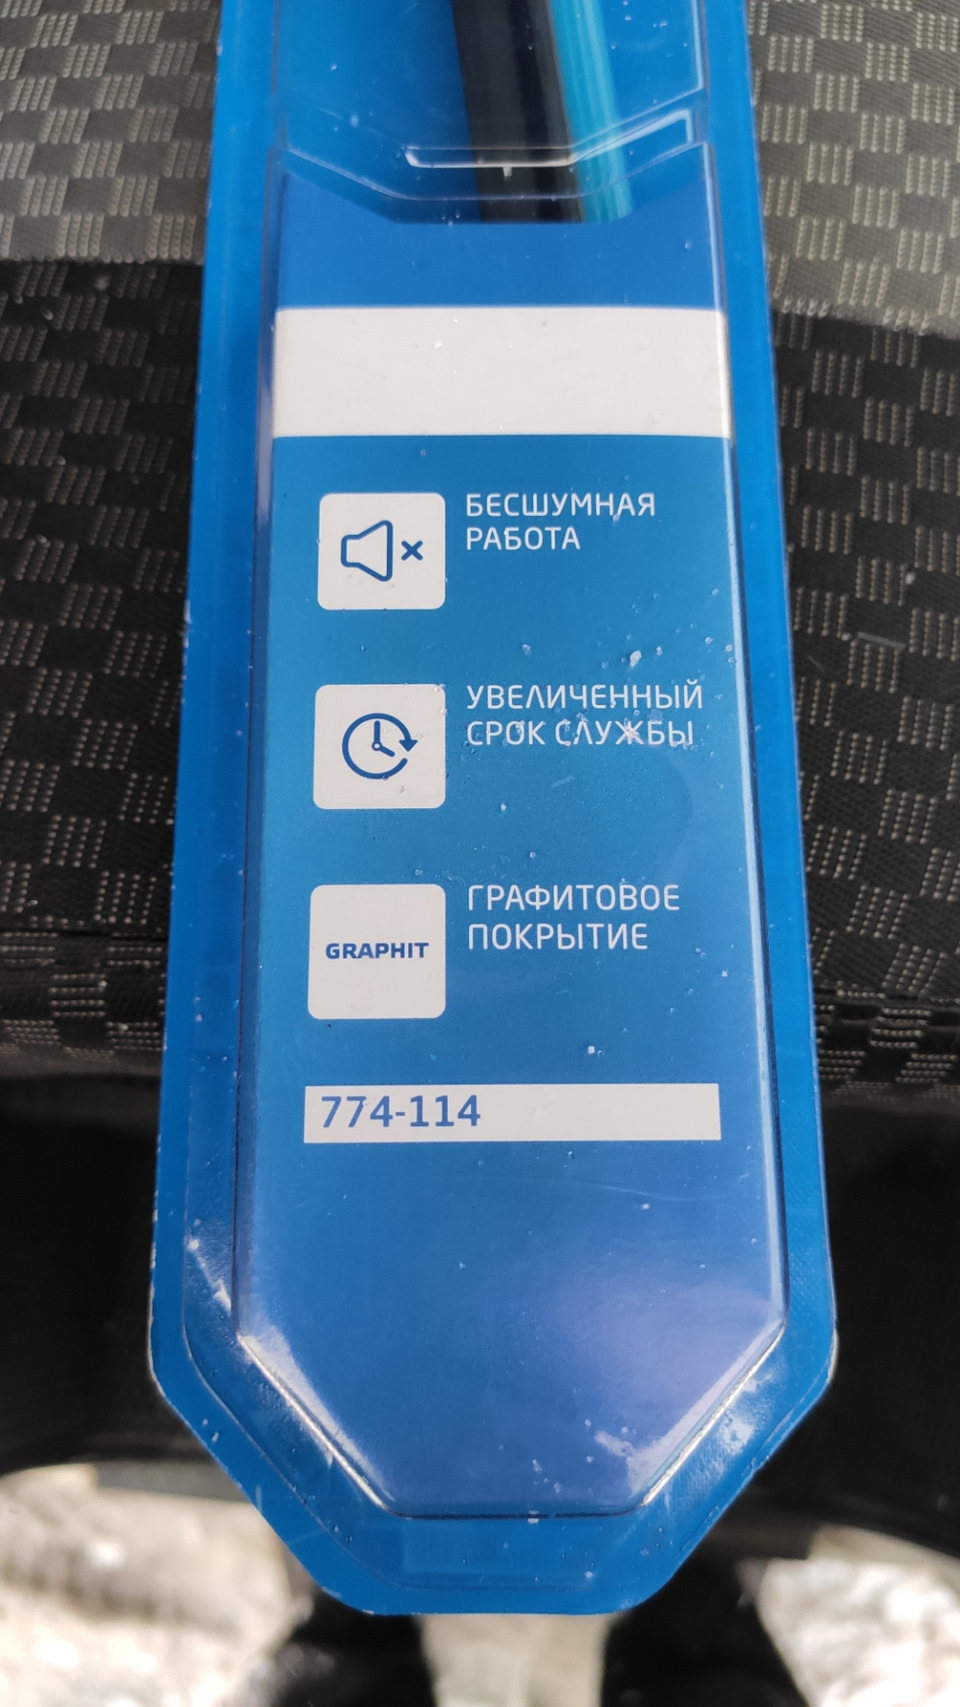 БЕСШУМНАЯ
РАБОТА
УВЕЛИЧЕННЫЙ
СРОК СЛУЖБЫ
GRAPHIT
ГРАФИТОВОЕ
ПОКРЫТИЕ
774-114